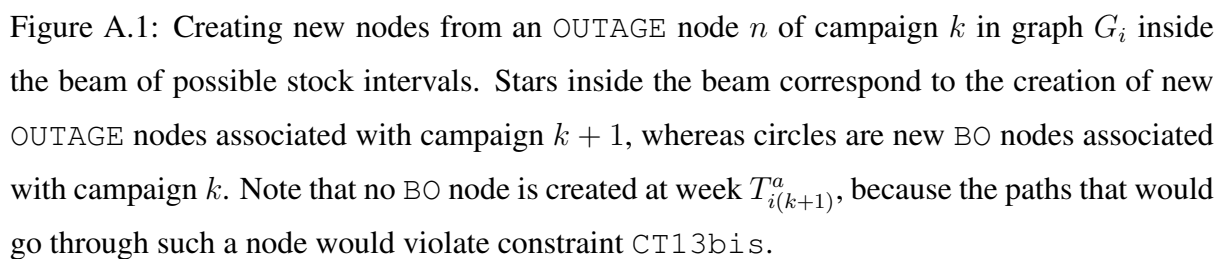 Figure A.1: Creating new nodes from an OUTAGE node n of campaign k in graph G_i inside
the beam of possible stock intervals. Stars inside the beam correspond to the creation of new
OUTAGE nodes associated with campaign k + 1, whereas circles are new BO nodes associated
with campaign k. Note that no BO node is created at week T^a_{i(k+1)}, because the paths that would
go through such a node would violate constraint CT13bis.